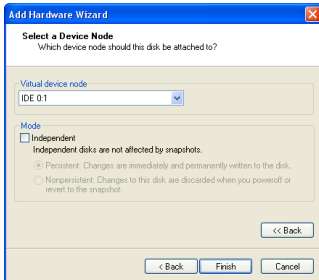 Add Hardware Wizard
Select a Device Node
Which device node should this disk be attached to?
Virtual device node
IDE 0:1
Mode
Independent
Independent disks are not affected by snapshots.
Persistent: Changes are immediately and permanently written to the disk.
Nonpersistent: Changes to this disk are discarded when you poweroff or
revert to the snapshot.
<< Back
< Back Finish Cancel